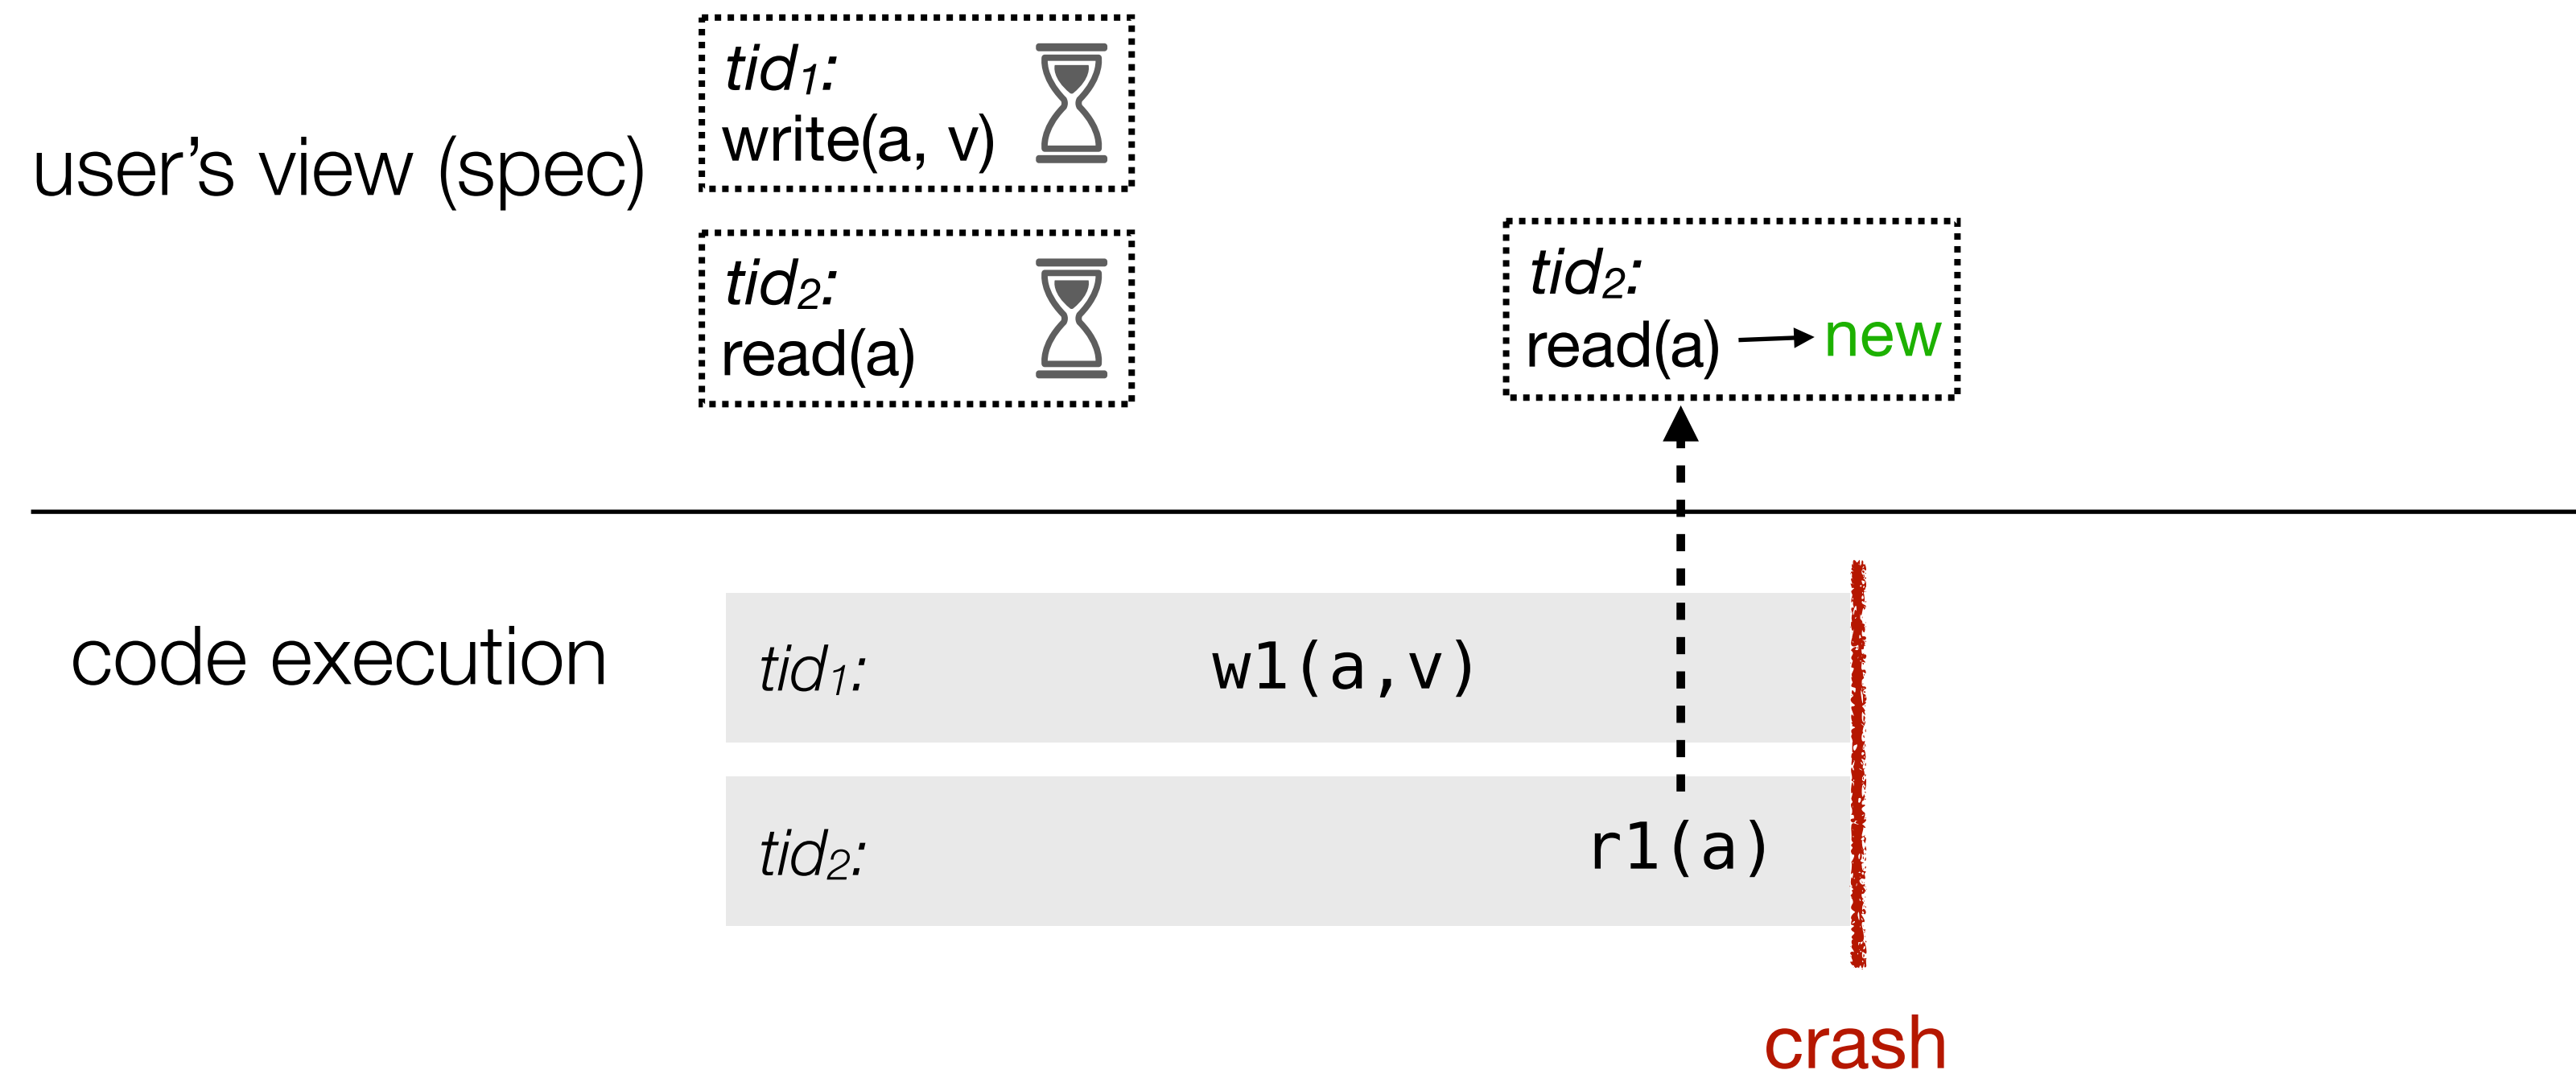 tid₁:
write(a, v)
user’s view (spec)
tid₂:
read(a)
tid₂:
read(a) → new
code execution
tid₁: w1(a,v)
tid₂: r1(a)
crash